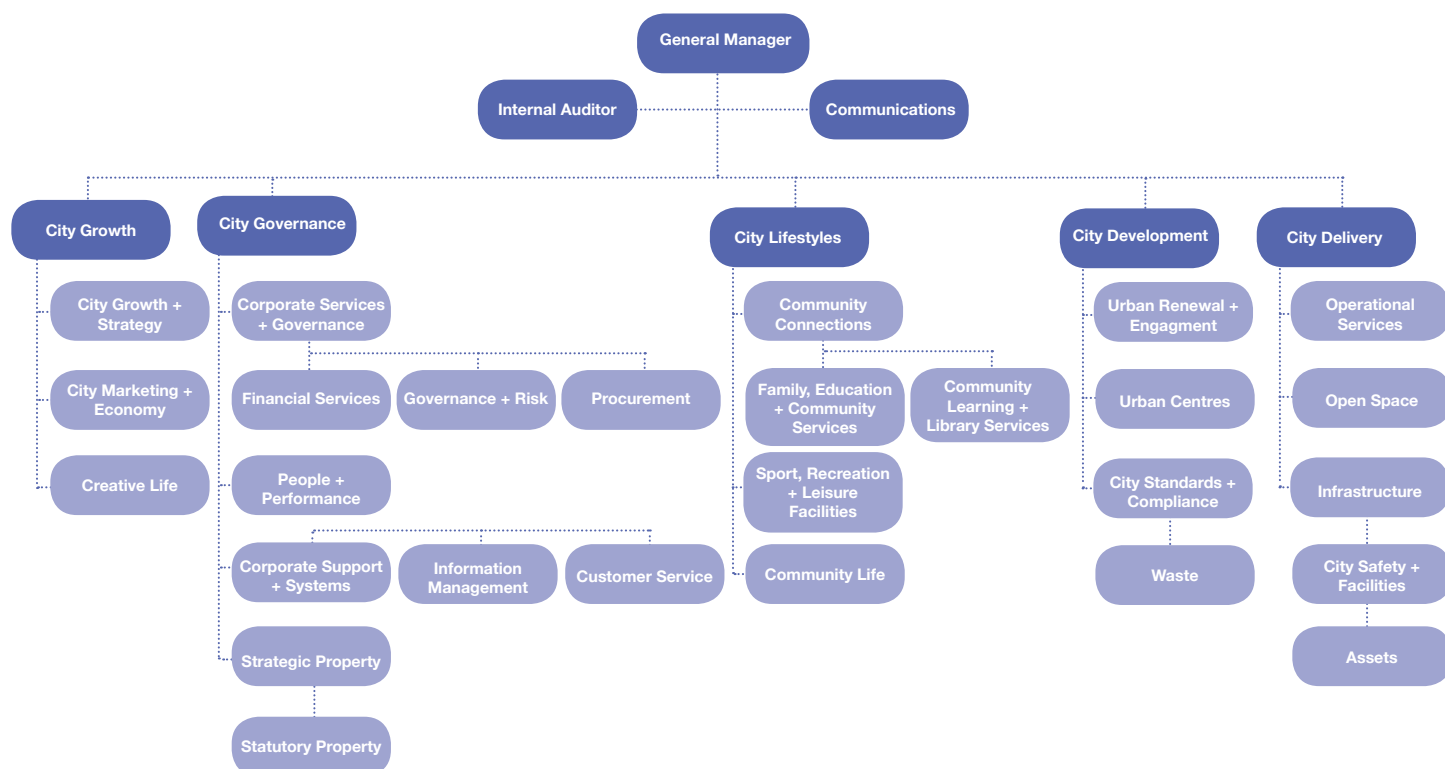 General Manager
Internal Auditor
Communications
City Growth
City Growth +
Strategy
City Marketing +
Economy
Creative Life
City Governance
Corporate Services
+ Governance
Financial Services
Governance + Risk
Procurement
People +
Performance
Corporate Support
+ Systems
Information
Management
Customer Service
Strategic Property
Statutory Property
City Lifestyles
Community
Connections
Family, Education
+ Community
Services
Community
Learning +
Library Services
Sport, Recreation
+ Leisure
Facilities
Community Life
City Development
Urban Renewal +
Engagment
Urban Centres
City Standards +
Compliance
Waste
City Delivery
Operational
Services
Open Space
Infrastructure
City Safety +
Facilities
Assets